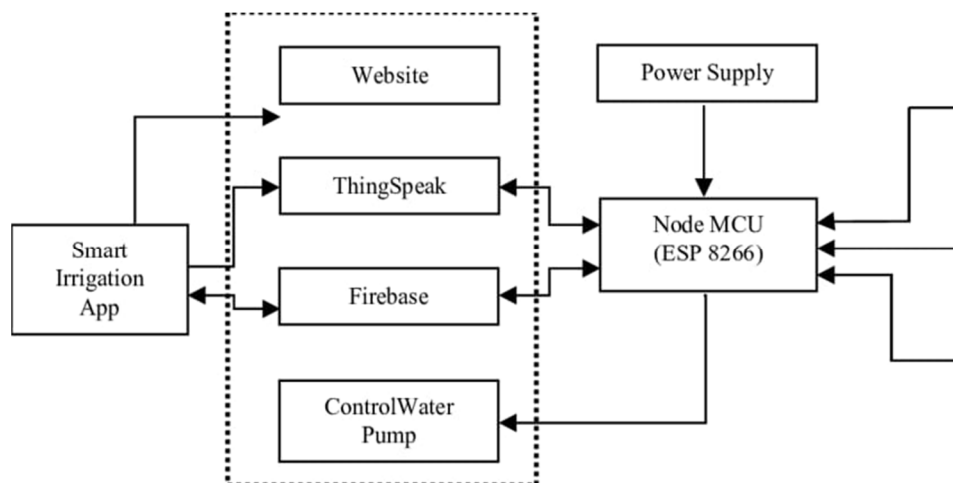 Website
Power Supply
ThingSpeak
Node MCU
(ESP 8266)
Smart
Irrigation
App
Firebase
ControlWater
Pump